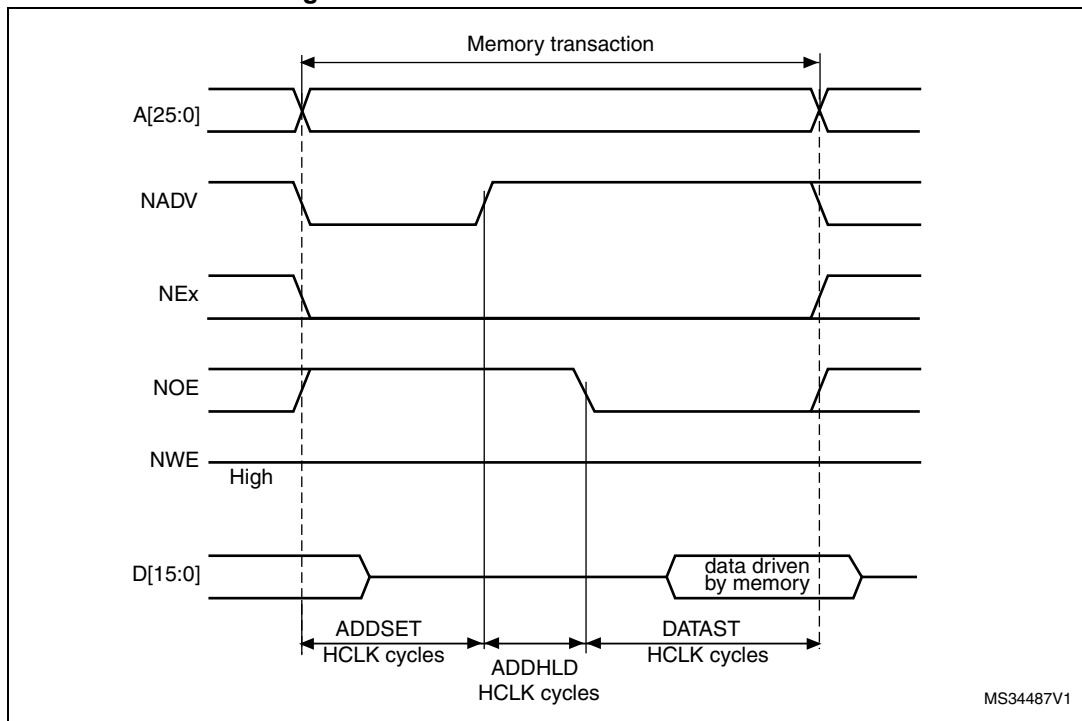 Memory transaction
A[25:0]
NADV
NEx
NOE
NWE
High
D[15:0]
data driven
by memory
ADDSET
HCLK cycles
ADDHLD
HCLK cycles
DATAST
HCLK cycles
MS34487V1